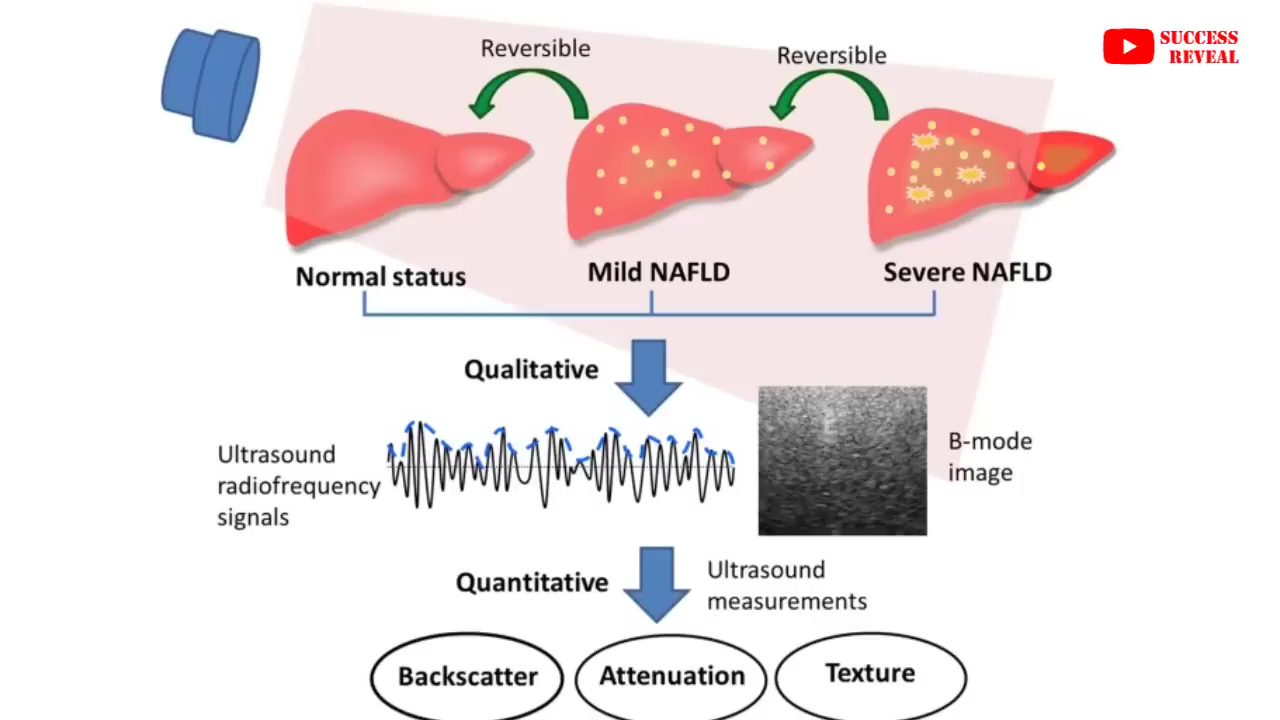 SUCCESS
REVEAL
Reversible
Reversible
Normal status
Mild NAFLD
Severe NAFLD
Qualitative
Ultrasound
radiofrequency
signals
B-mode
image
Quantitative
Ultrasound
measurements
Backscatter
Attenuation
Texture